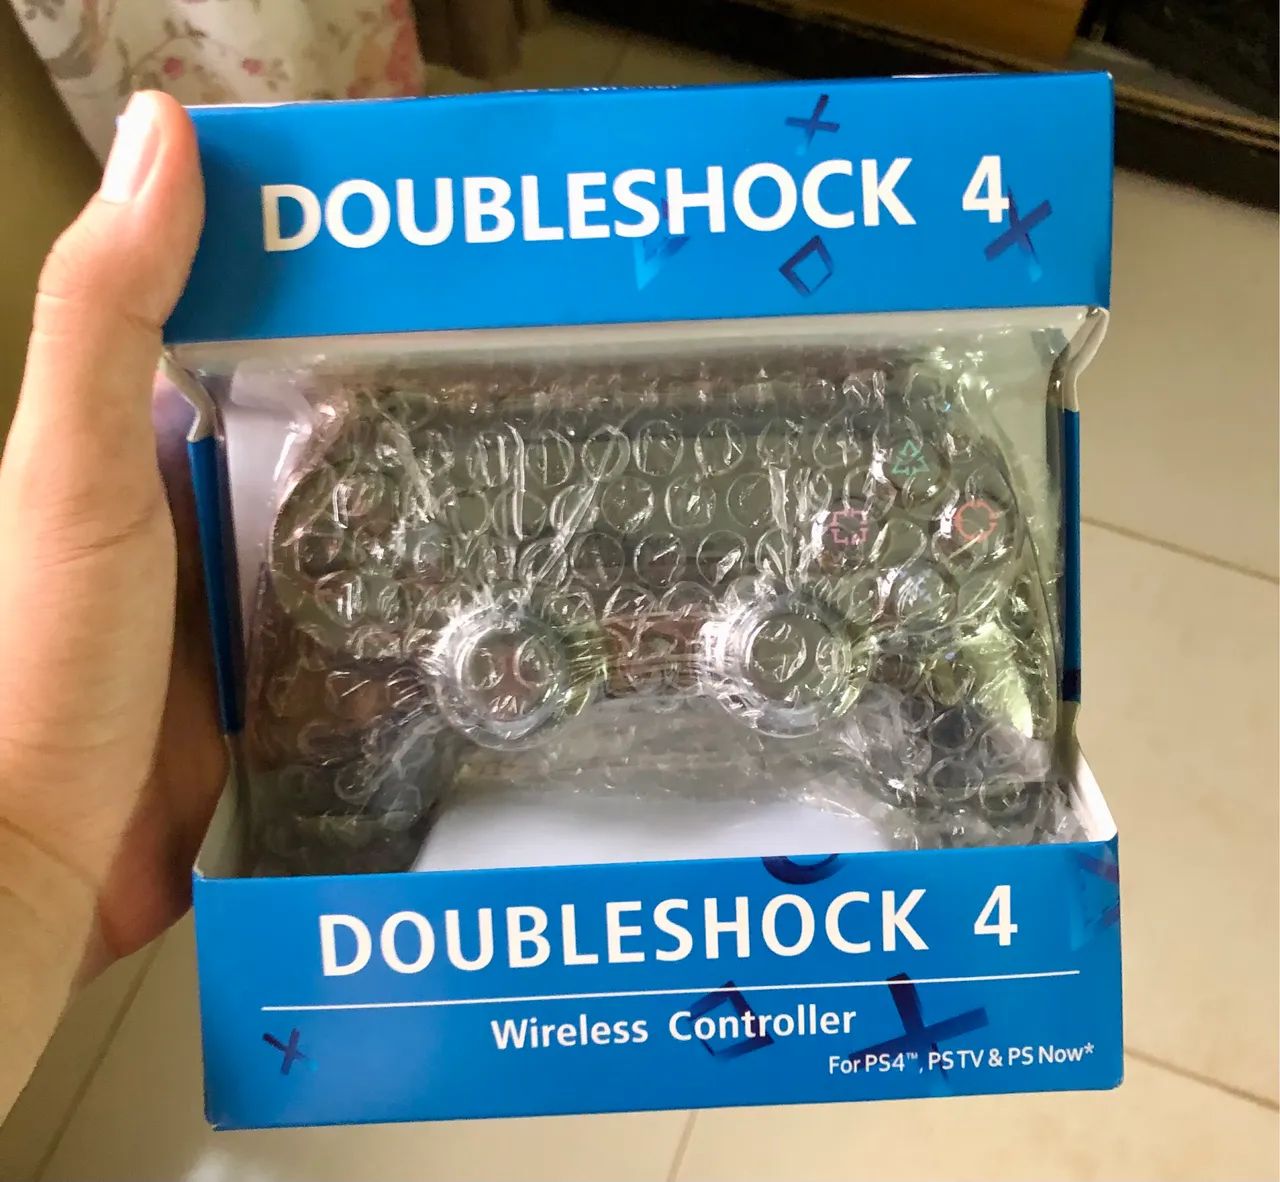 DOUBLESHOCK 4
DOUBLESHOCK 4
Wireless Controller
For PS4™, PS TV & PS Now*